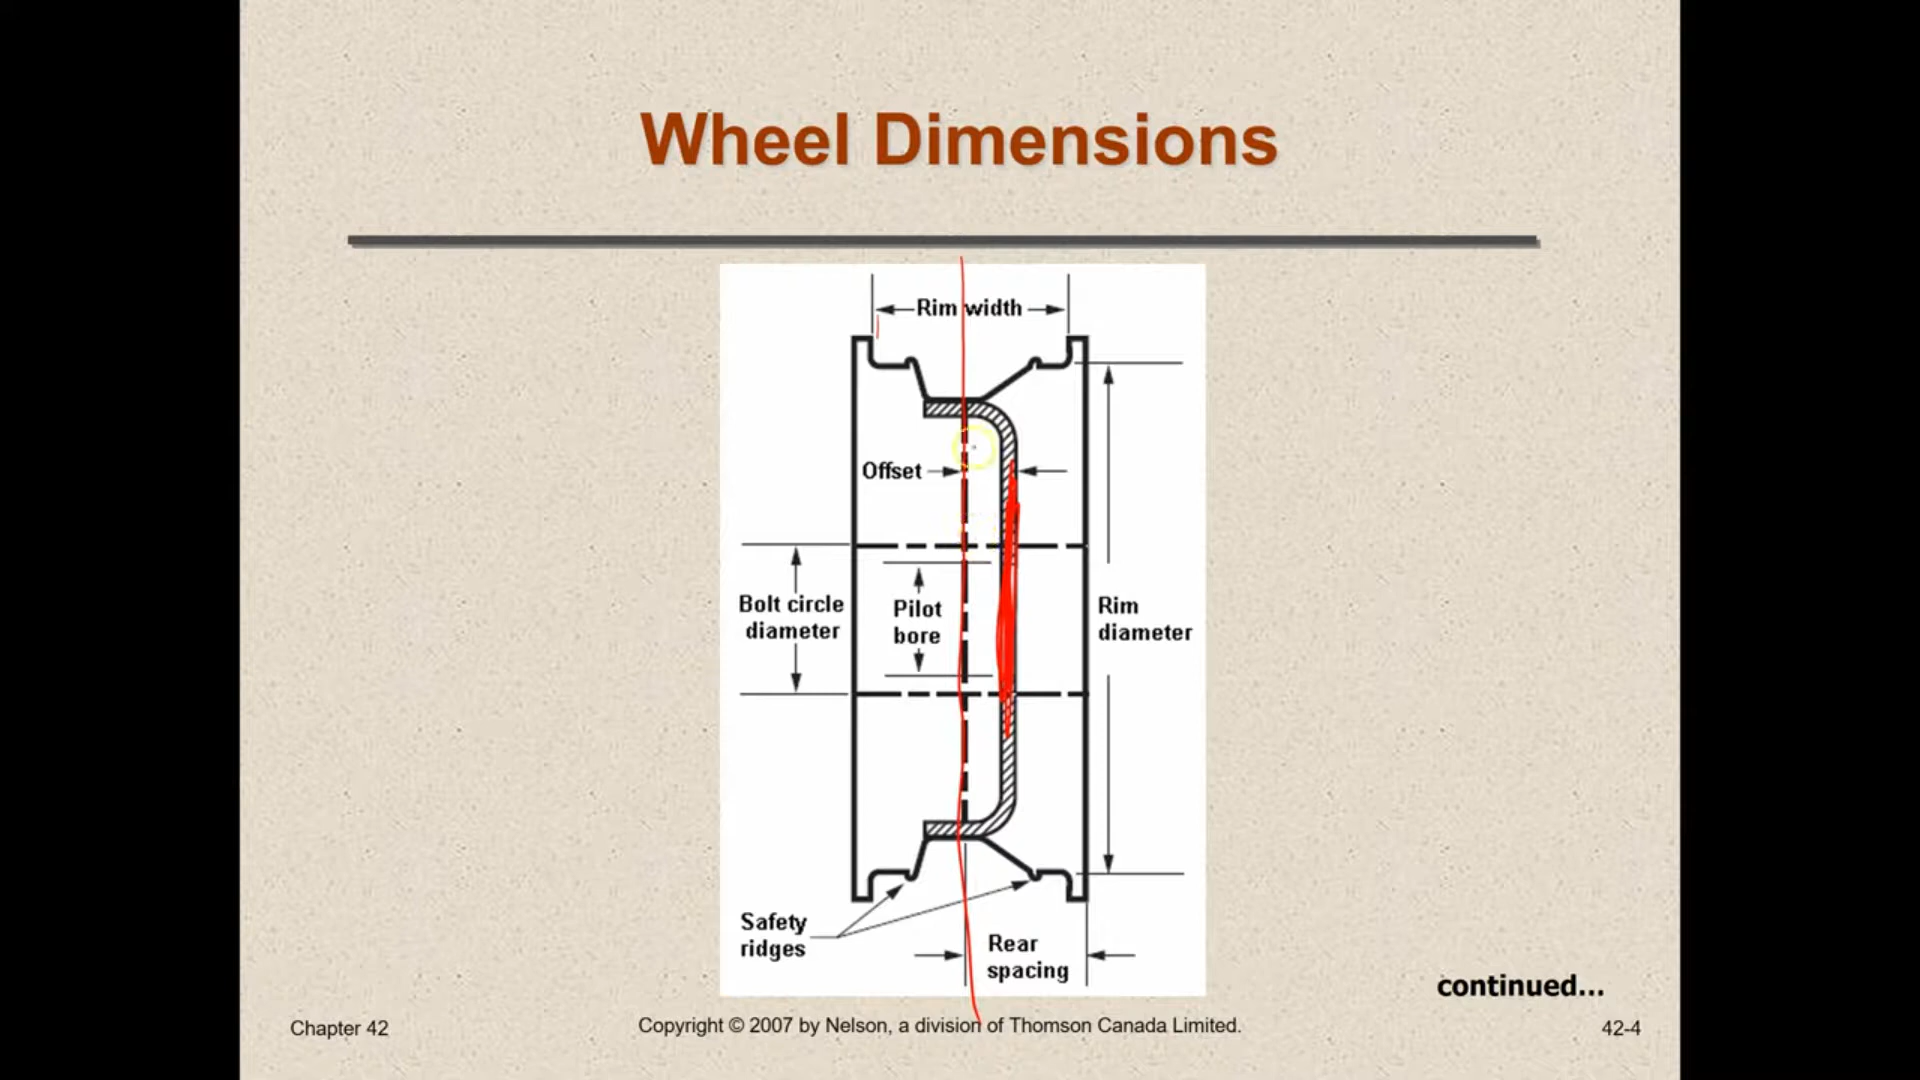 Wheel Dimensions
Rim width
Offset
Bolt circle
diameter
Pilot
bore
Rim
diameter
Safety
ridges
Rear
spacing
continued...
Chapter 42
Copyright © 2007 by Nelson, a division of Thomson Canada Limited.
42-4